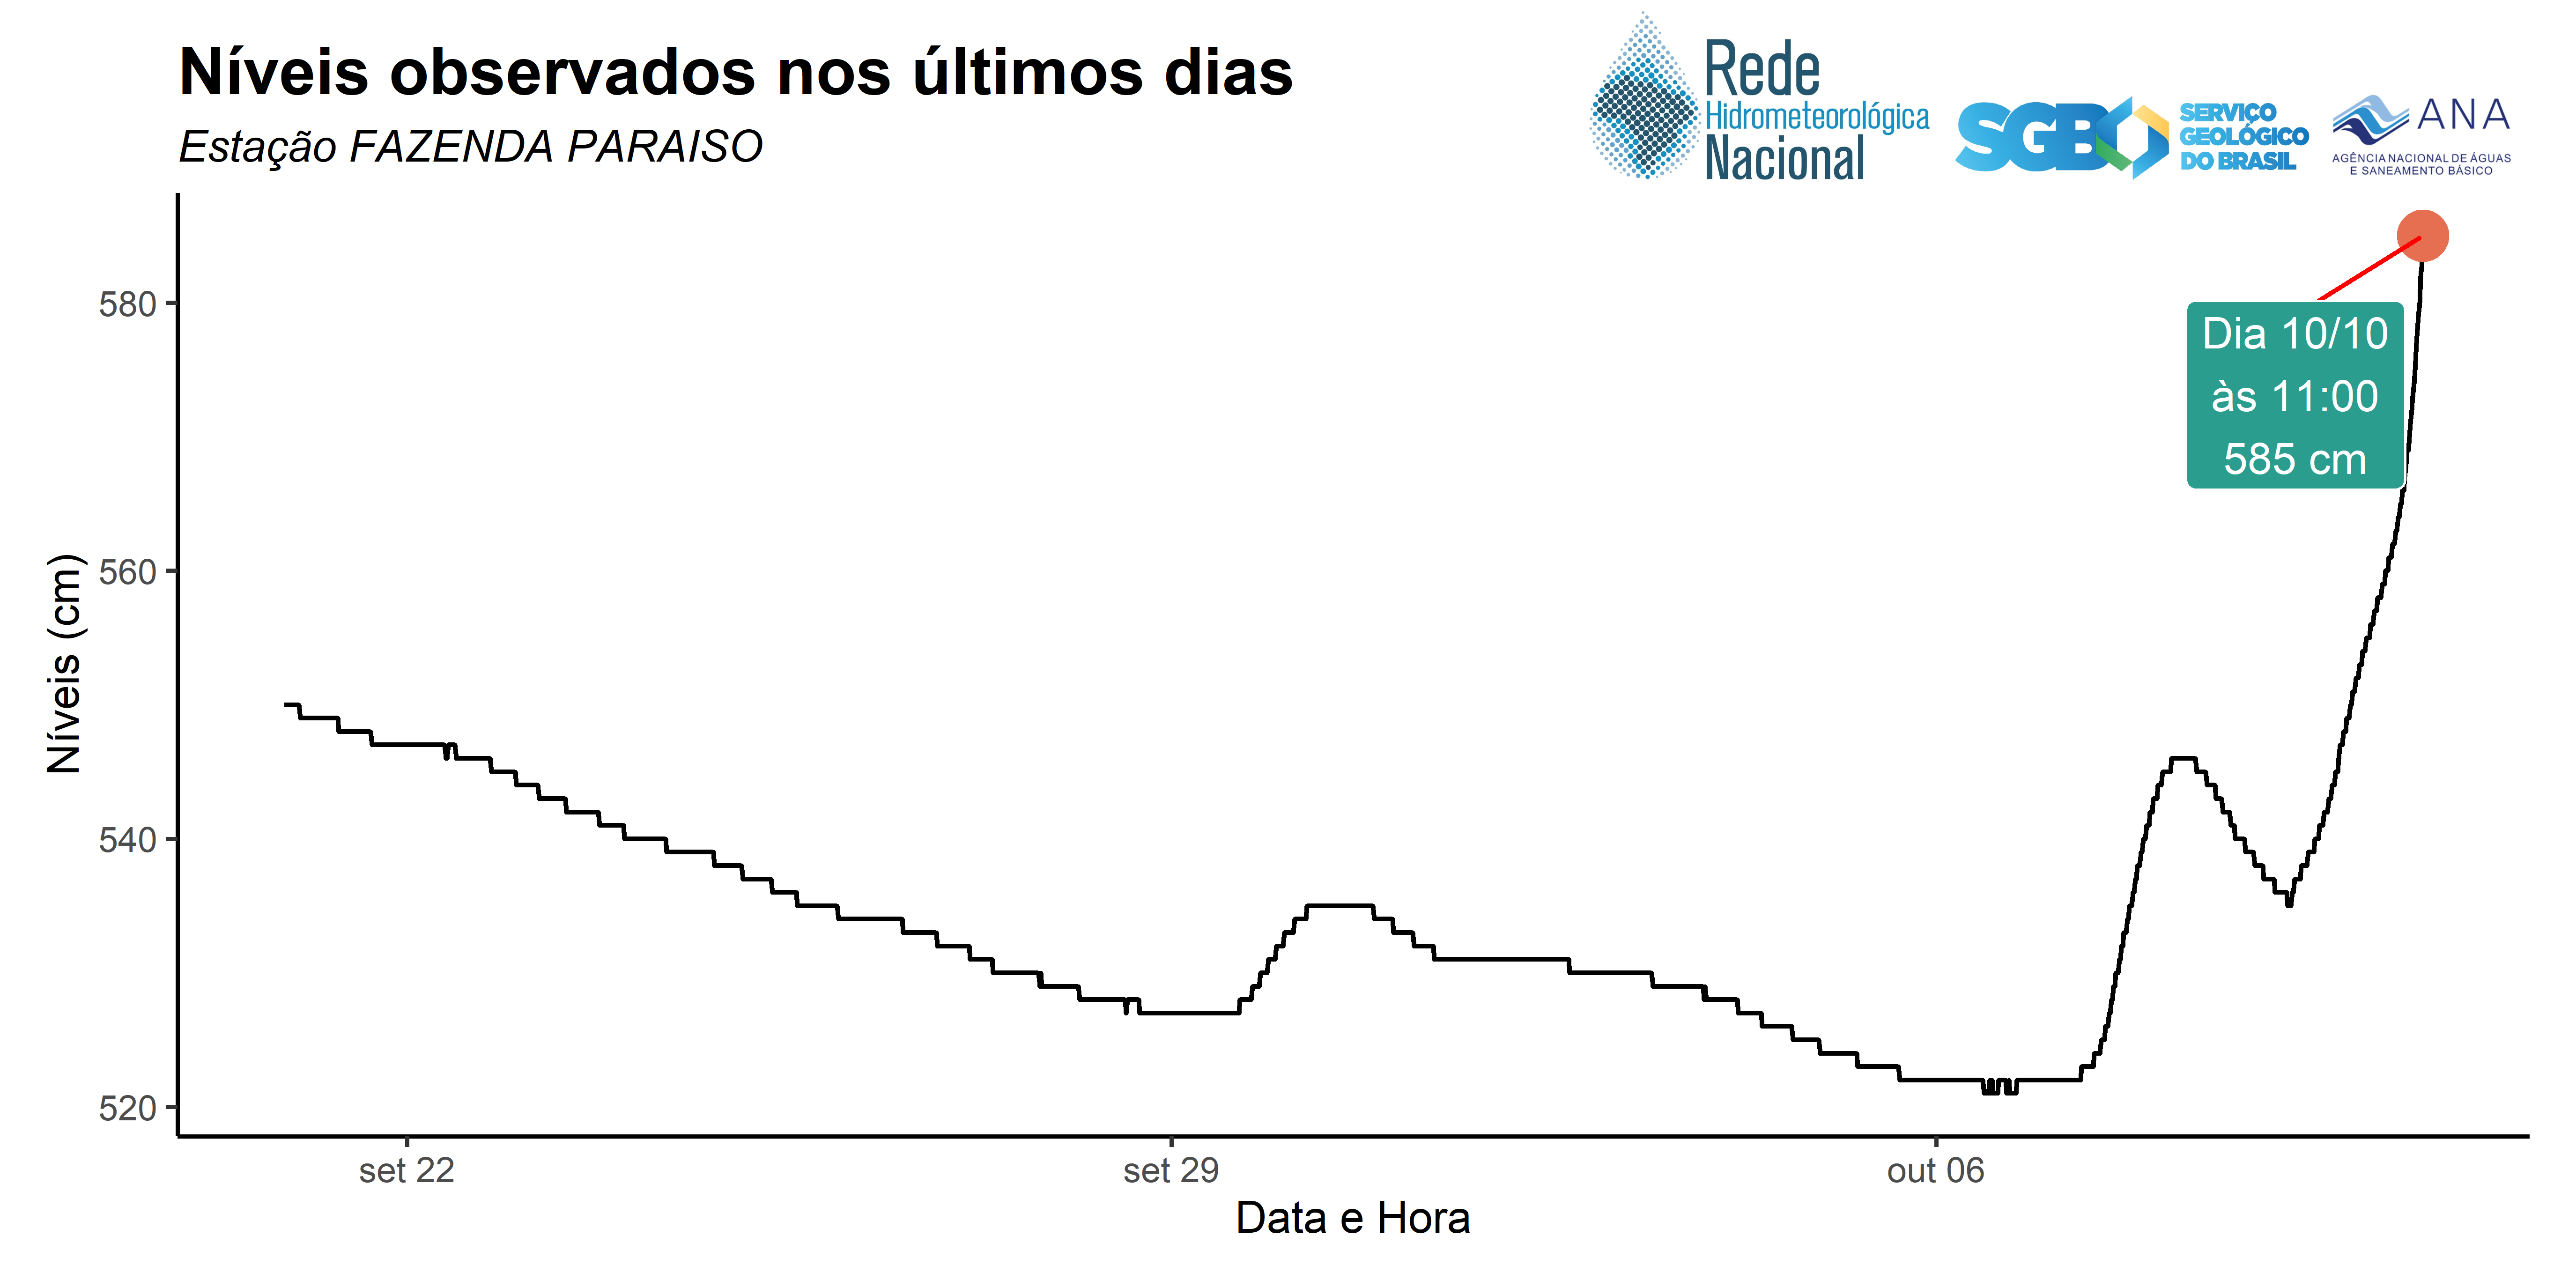 Níveis observados nos últimos dias
Estação FAZENDA PARAISO
Rede
Hidrometeorológica
Nacional
SGB
SERVIÇO
GEOLÓGICO
DO BRASIL
ANA
AGÊNCIA NACIONAL DE ÁGUAS
E SANEAMENTO BÁSICO
580
560
540
520
Níveis (cm)
Dia 10/10
às 11:00
585 cm
set 22
set 29
out 06
Data e Hora